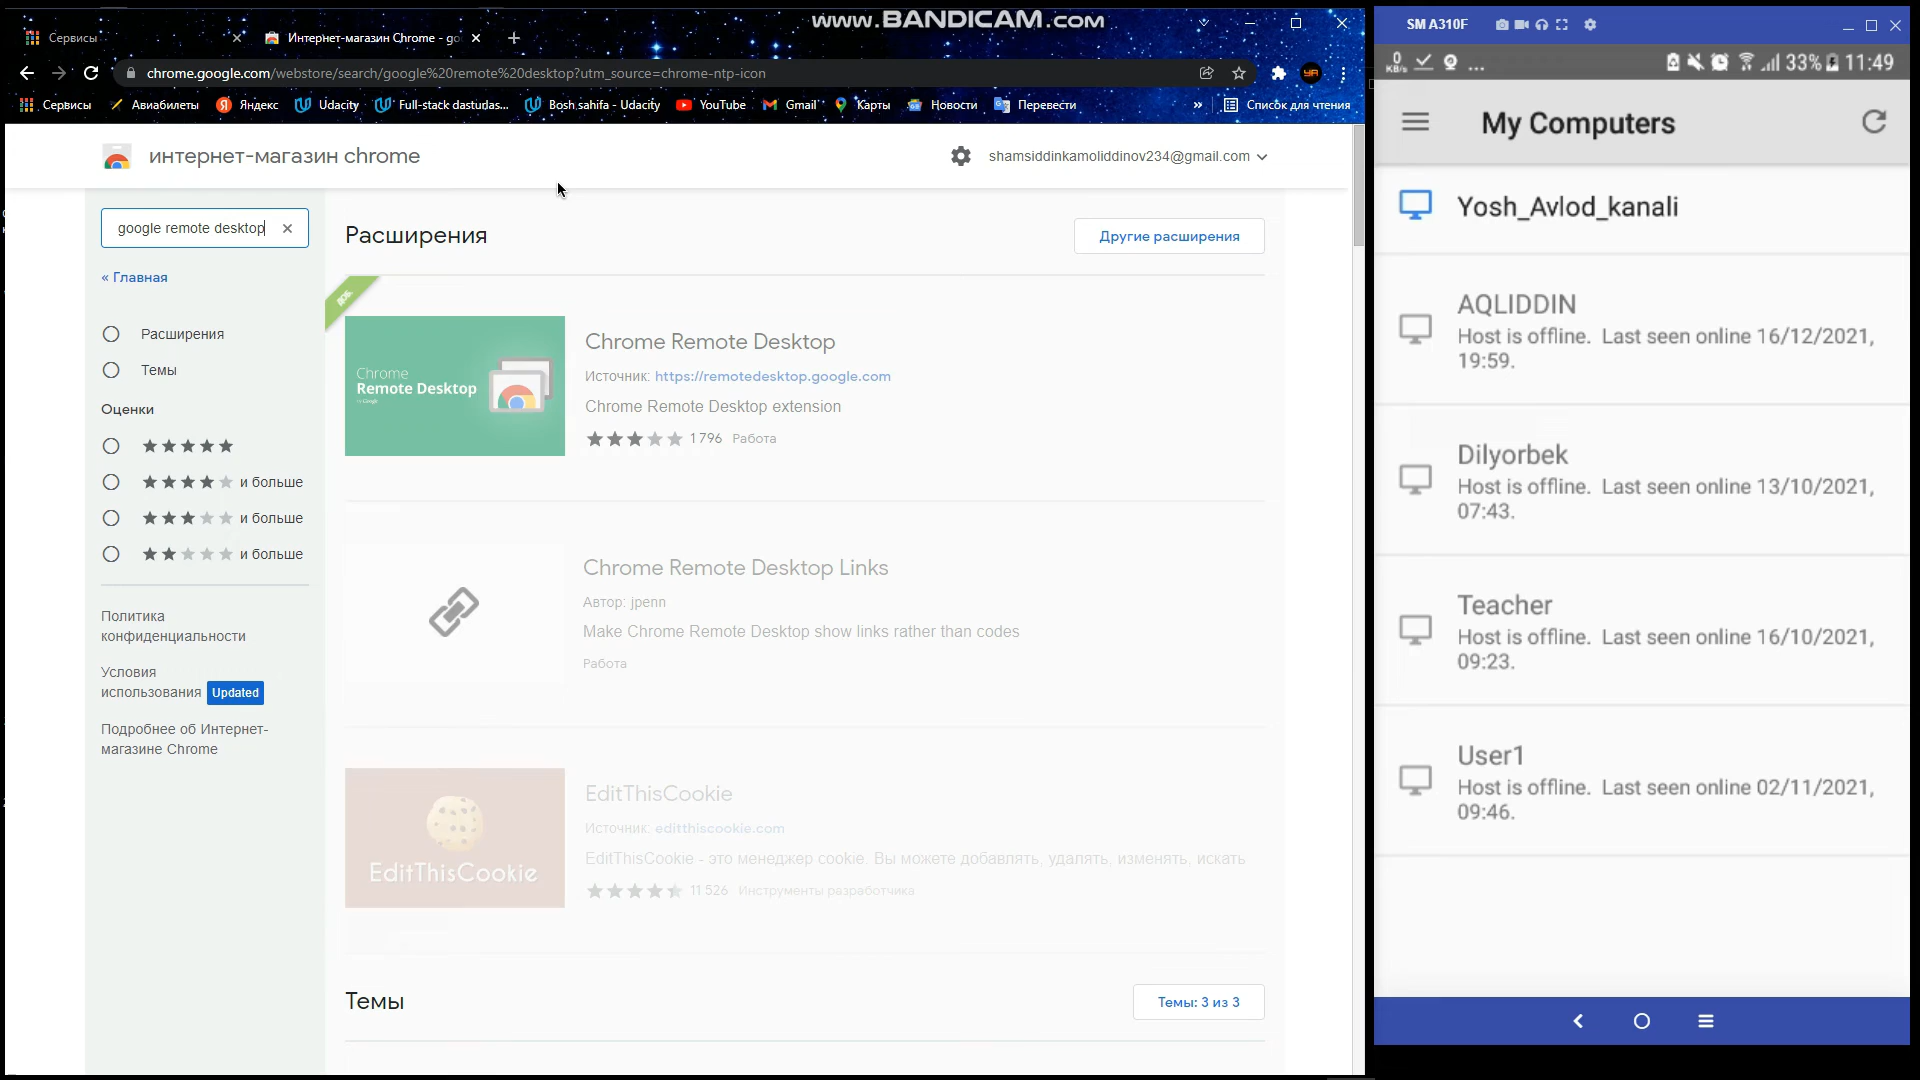 www.BANDICAM.com
Сервисы
Интернет-магазин Chrome - go
chrome.google.com/webstore/search/google%20remote%20desktop?utm_source=chrome-ntp-icon
Сервисы
Авиабилеты
Яндекс
Udacity
Full-stack dasturlas...
Bosh sahifa - Udacity
YouTube
Gmail
Карты
Новости
Перевести
»
Список для чтения
интернет-магазин chrome
shamsiddinkamoliddinov234@gmail.com
google remote desktop
« Главная
Расширения
Темы
Оценки
и больше
и больше
и больше
Политика
конфиденциальности
Условия
использования Updated
Подробнее об Интернет-
магазине Chrome
Расширения
Другие расширения
ДОБ.
Chrome
Remote Desktop
by Google
Chrome Remote Desktop
Источник: https://remotedesktop.google.com
Chrome Remote Desktop extension
1 796 Работа
Chrome Remote Desktop Links
Автор: jpenn
Make Chrome Remote Desktop show links rather than codes
Работа
EditThisCookie
EditThisCookie
Источник: editthiscookie.com
EditThisCookie - это менеджер cookie. Вы можете добавлять, удалять, изменять, искать
11 526 Инструменты разработчика
Темы
Темы: 3 из 3
SM A310F
0
KB/s
...
33%
11:49
My Computers
Yosh_Avlod_kanali
AQLIDDIN
Host is offline. Last seen online 16/12/2021,
19:59.
Dilyorbek
Host is offline. Last seen online 13/10/2021,
07:43.
Teacher
Host is offline. Last seen online 16/10/2021,
09:23.
User1
Host is offline. Last seen online 02/11/2021,
09:46.